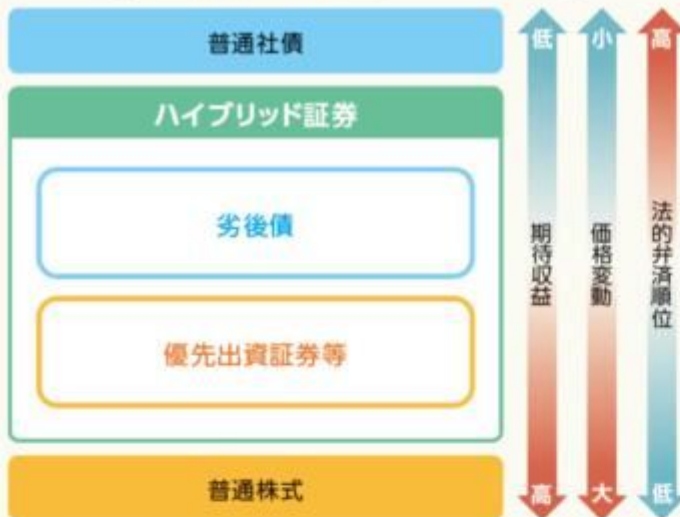 普通社債
ハイブリッド証券
劣後債
優先出資証券等
普通株式
低
期待収益
高
小
価格変動
大
高
法的弁済順位
低